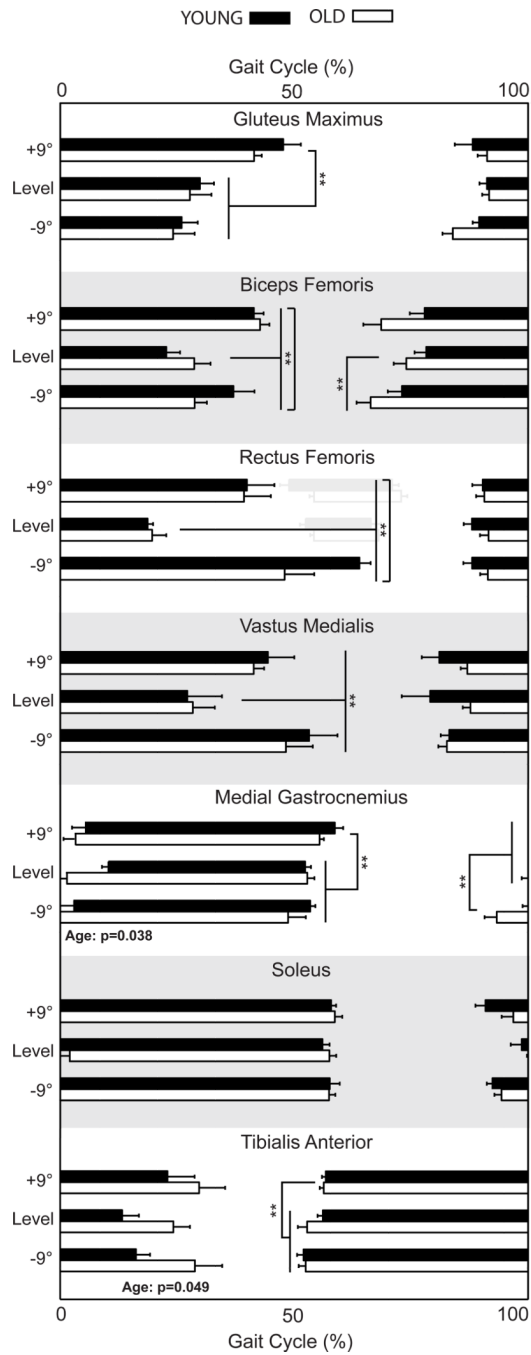 YOUNG OLD
Gait Cycle (%)
0 50 100
Gluteus Maximus
+9°
**
Level
-9°
Biceps Femoris
+9°
Level
** **
-9°
Rectus Femoris
+9°
Level
**
-9°
Vastus Medialis
+9°
Level
**
-9°
Medial Gastrocnemius
+9°
**
Level
**
-9°
Age: p=0.038
Soleus
+9°
Level
-9°
Tibialis Anterior
+9°
**
Level
-9°
Age: p=0.049
0 50 100
Gait Cycle (%)